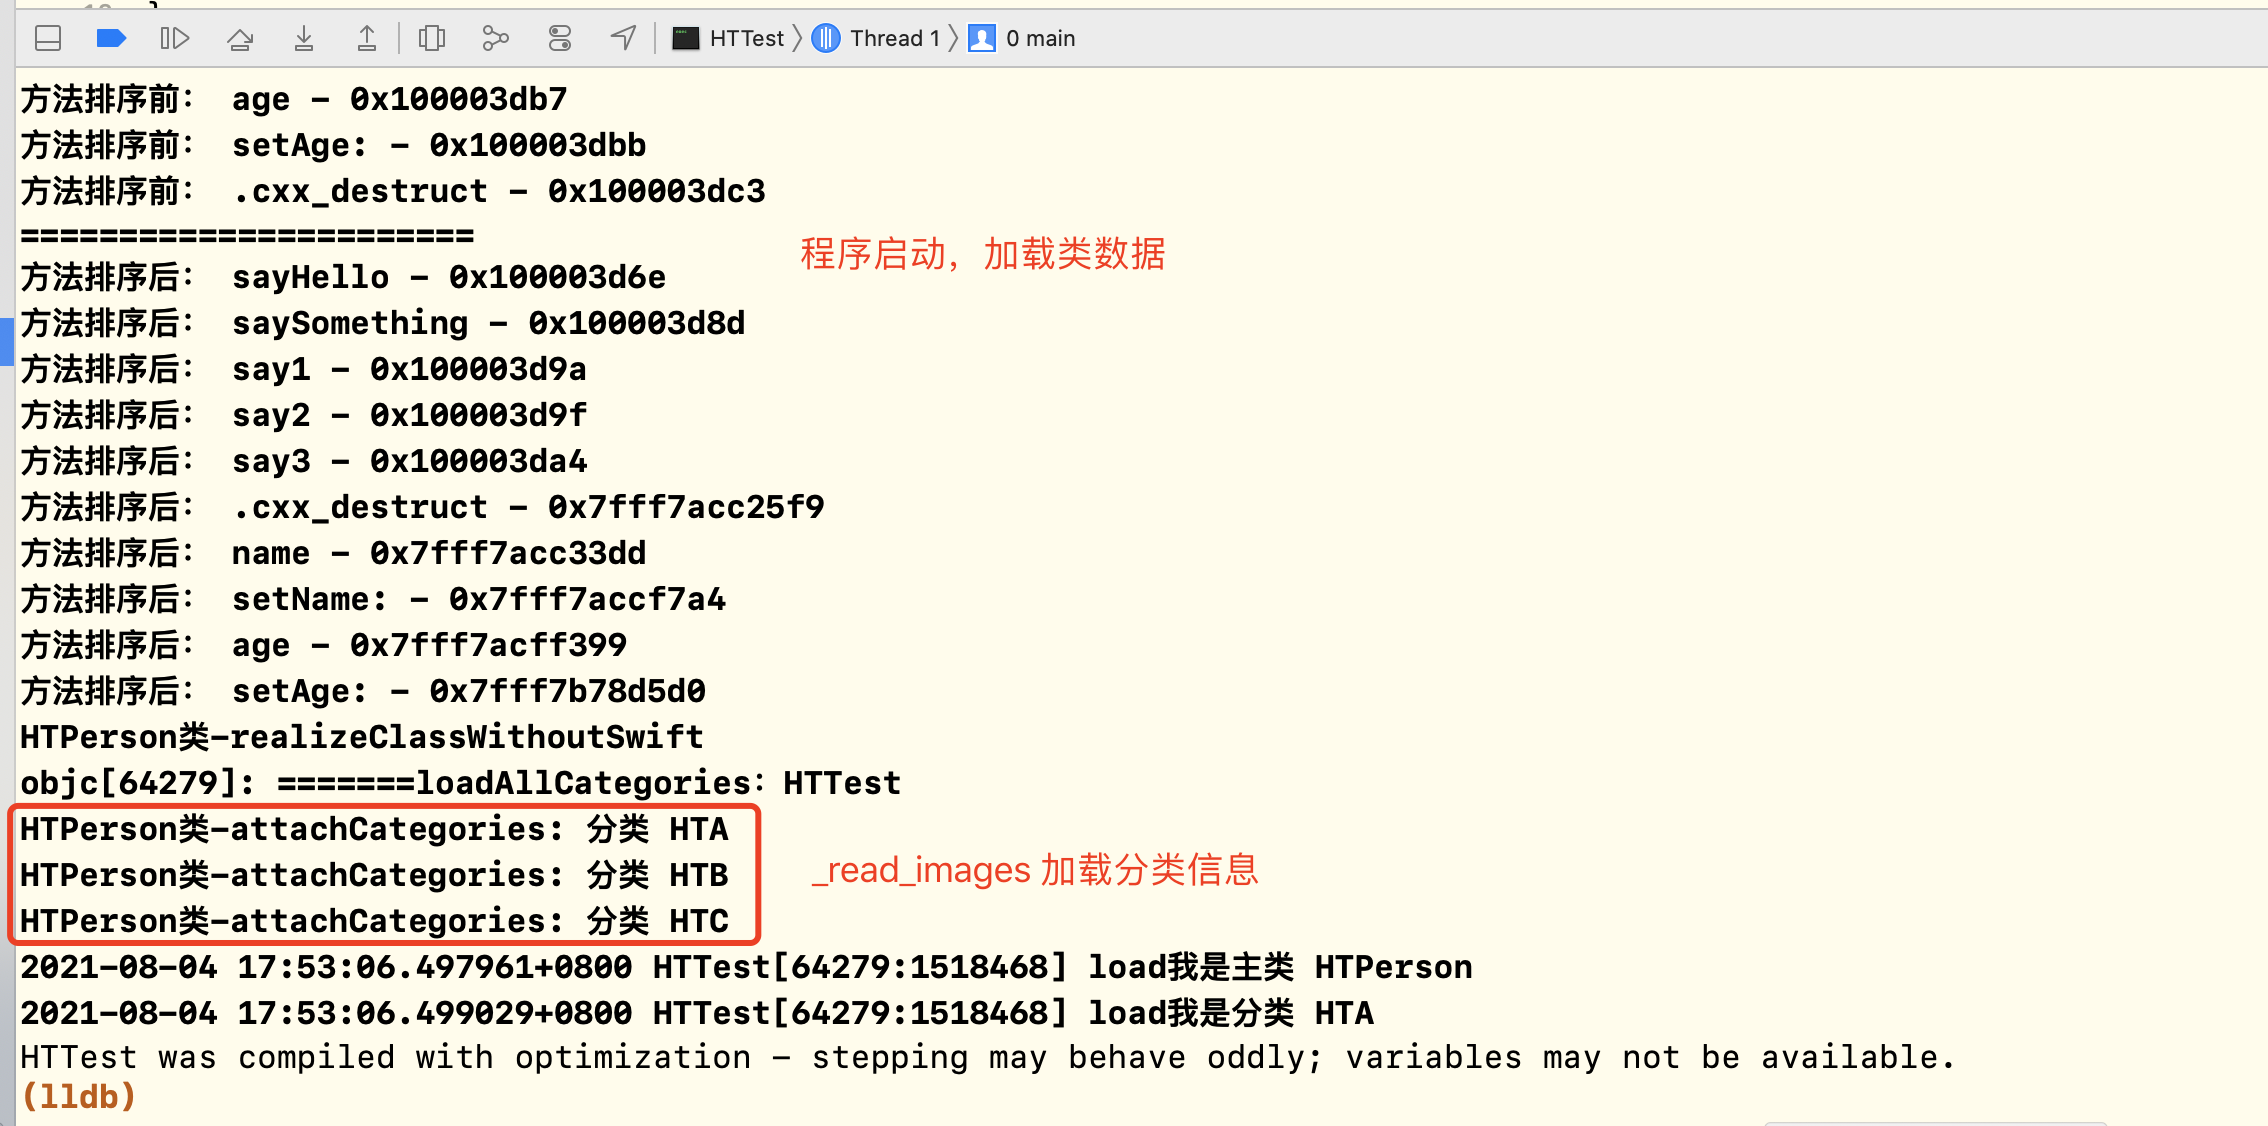 HTTest 〉 Thread 1 〉 0 main
方法排序前： age – 0x100003db7
方法排序前： setAge: – 0x100003dbb
方法排序前： .cxx_destruct – 0x100003dc3
=======================
程序启动，加载类数据
方法排序后： sayHello – 0x100003d6e
方法排序后： saySomething – 0x100003d8d
方法排序后： say1 – 0x100003d9a
方法排序后： say2 – 0x100003d9f
方法排序后： say3 – 0x100003da4
方法排序后： .cxx_destruct – 0x7fff7acc25f9
方法排序后： name – 0x7fff7acc33dd
方法排序后： setName: – 0x7fff7accf7a4
方法排序后： age – 0x7fff7acff399
方法排序后： setAge: – 0x7fff7b78d5d0
HTPerson类-realizeClassWithoutSwift
objc[64279]: =======loadAllCategories：HTTest
HTPerson类-attachCategories: 分类 HTA
HTPerson类-attachCategories: 分类 HTB
_read_images 加载分类信息
HTPerson类-attachCategories: 分类 HTC
2021-08-04 17:53:06.497961+0800 HTTest[64279:1518468] load我是主类 HTPerson
2021-08-04 17:53:06.499029+0800 HTTest[64279:1518468] load我是分类 HTA
HTTest was compiled with optimization – stepping may behave oddly; variables may not be available.
(lldb)